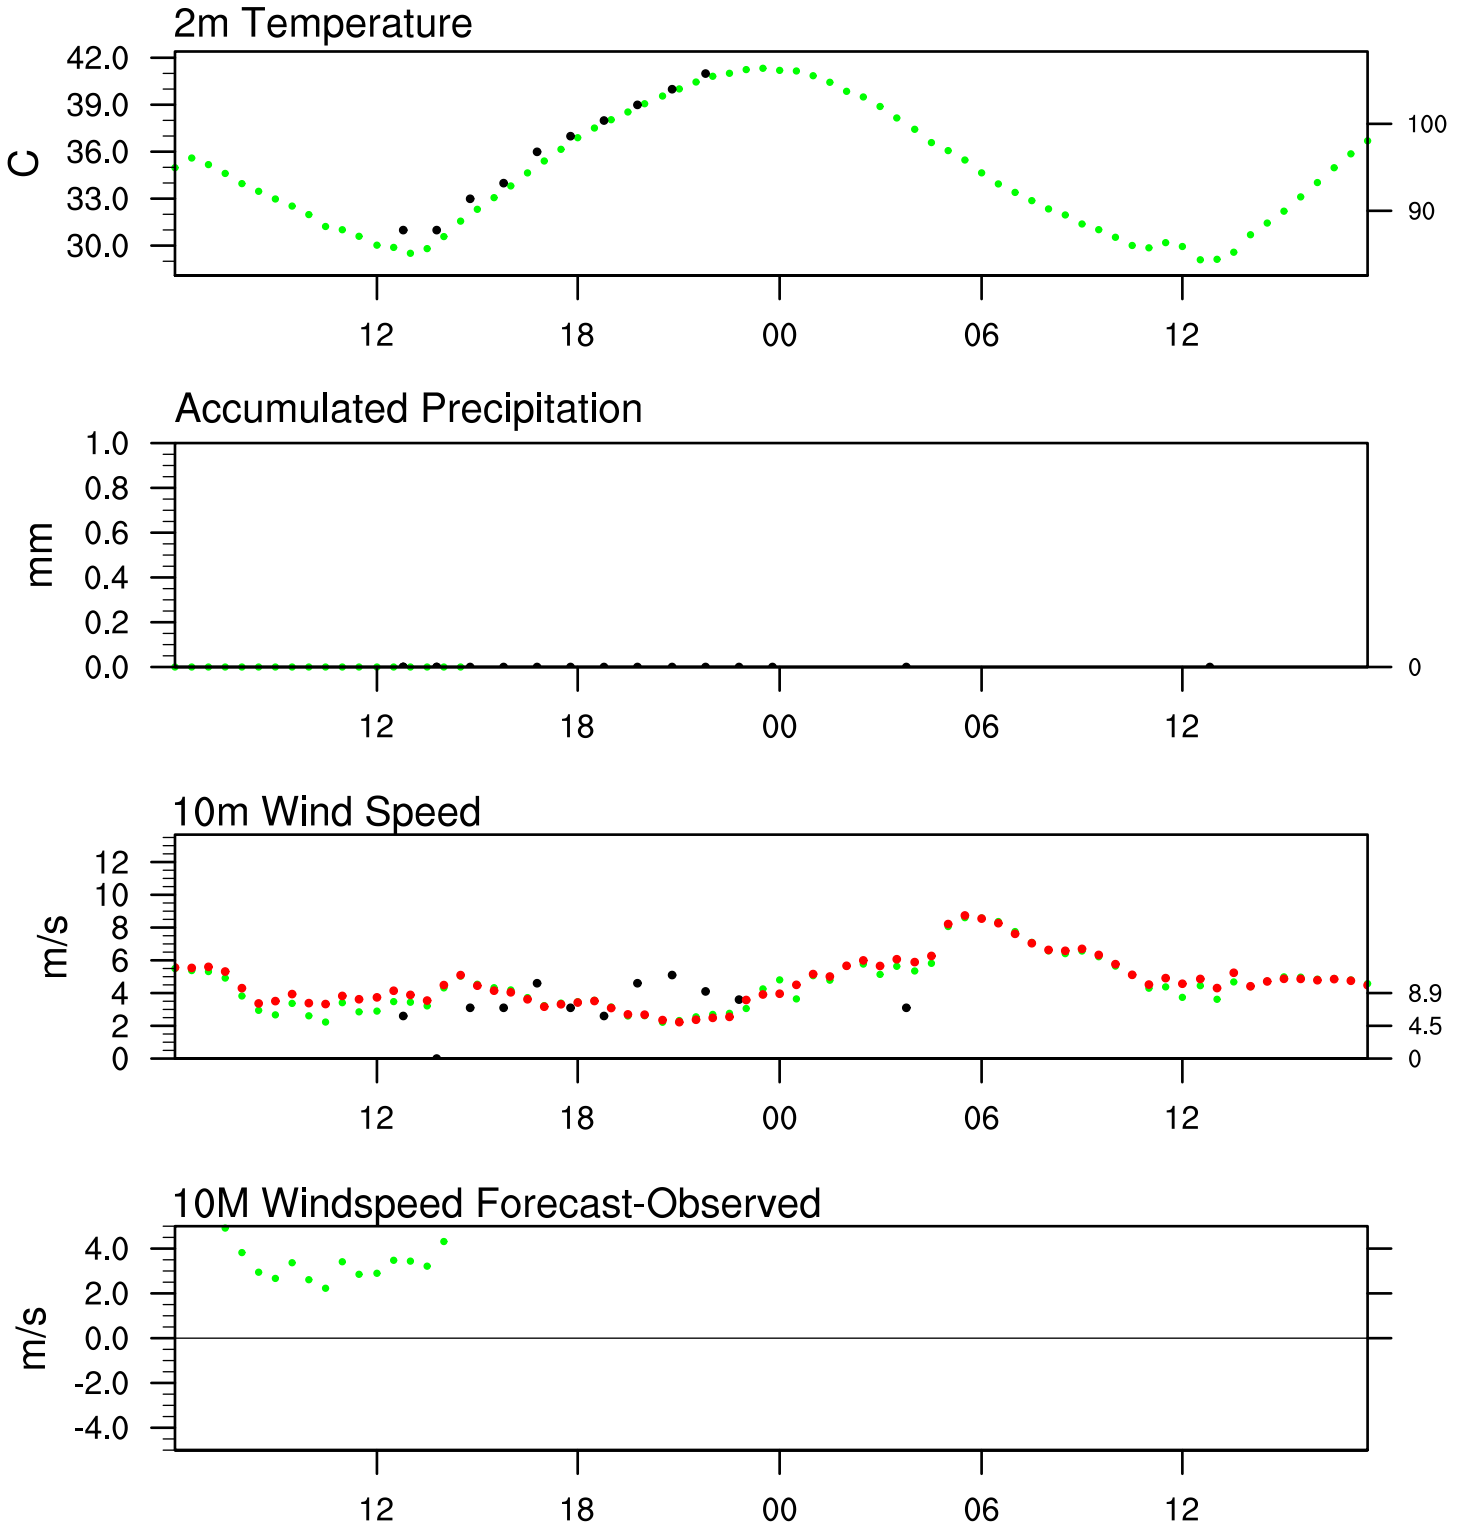 2m Temperature
42.0
39.0
36.0
33.0
30.0
C
100
90
12 18 00 06 12
Accumulated Precipitation
1.0
0.8
0.6
0.4
0.2
0.0
mm
0
12 18 00 06 12
10m Wind Speed
12
10
8
6
4
2
0
m/s
8.9
4.5
0
12 18 00 06 12
10M Windspeed Forecast-Observed
4.0
2.0
0.0
-2.0
-4.0
m/s
12 18 00 06 12